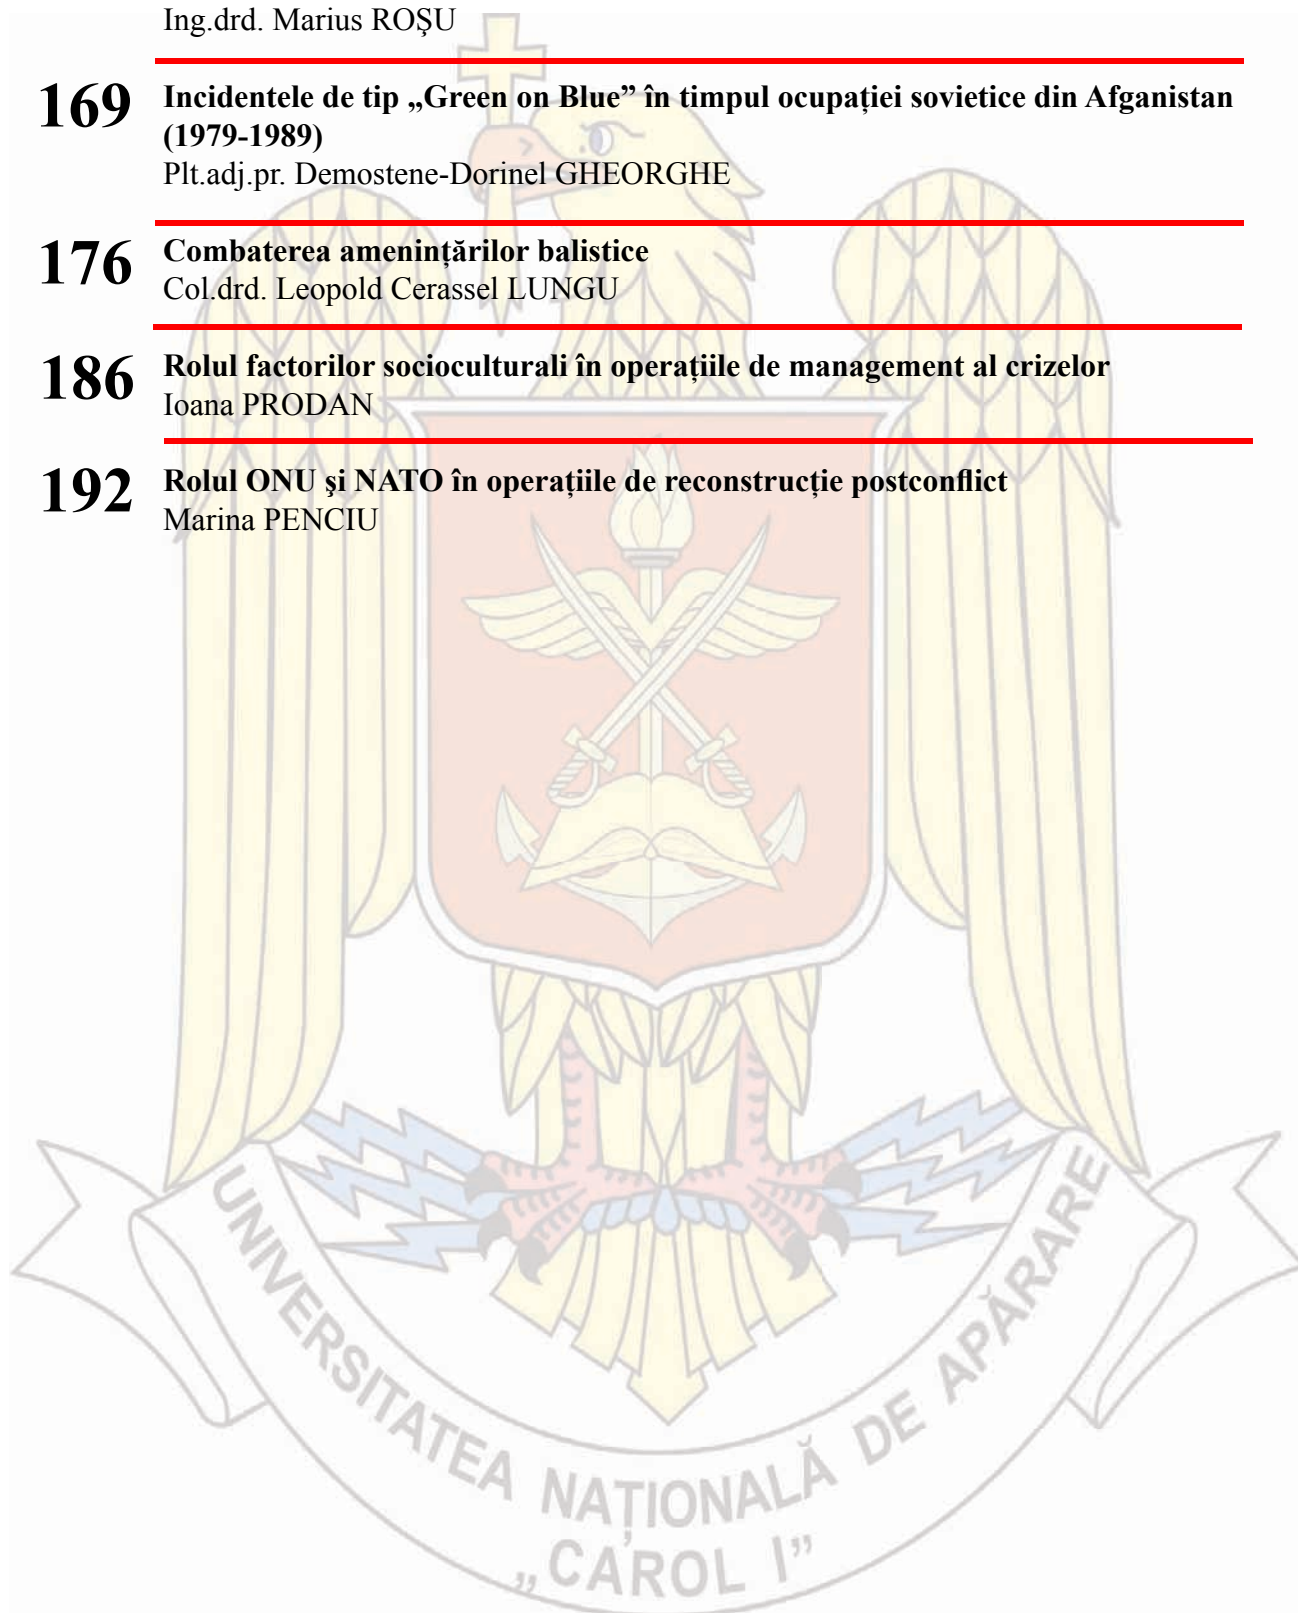 Ing.drd. Marius ROŞU
169
Incidentele de tip „Green on Blue” în timpul ocupației sovietice din Afganistan
(1979-1989)
Plt.adj.pr. Demostene-Dorinel GHEORGHE
176
Combaterea amenințărilor balistice
Col.drd. Leopold Cerassel LUNGU
186
Rolul factorilor socioculturali în operațiile de management al crizelor
Ioana PRODAN
192
Rolul ONU şi NATO în operațiile de reconstrucție postconflict
Marina PENCIU
UNIVERSITATEA NAȚIONALĂ DE APĂRARE
„CAROL I”